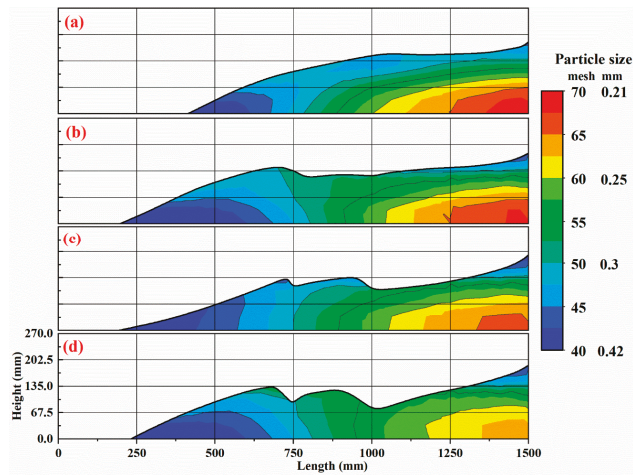 (a)
Particle size
mesh mm
70 0.21
65
(b)
60 0.25
55
(c)
50 0.3
45
270.0
40 0.42
(d)
202.5
135.0
67.5
0.0
Height (mm)
0 250 500 750 1000 1250 1500
Length (mm)